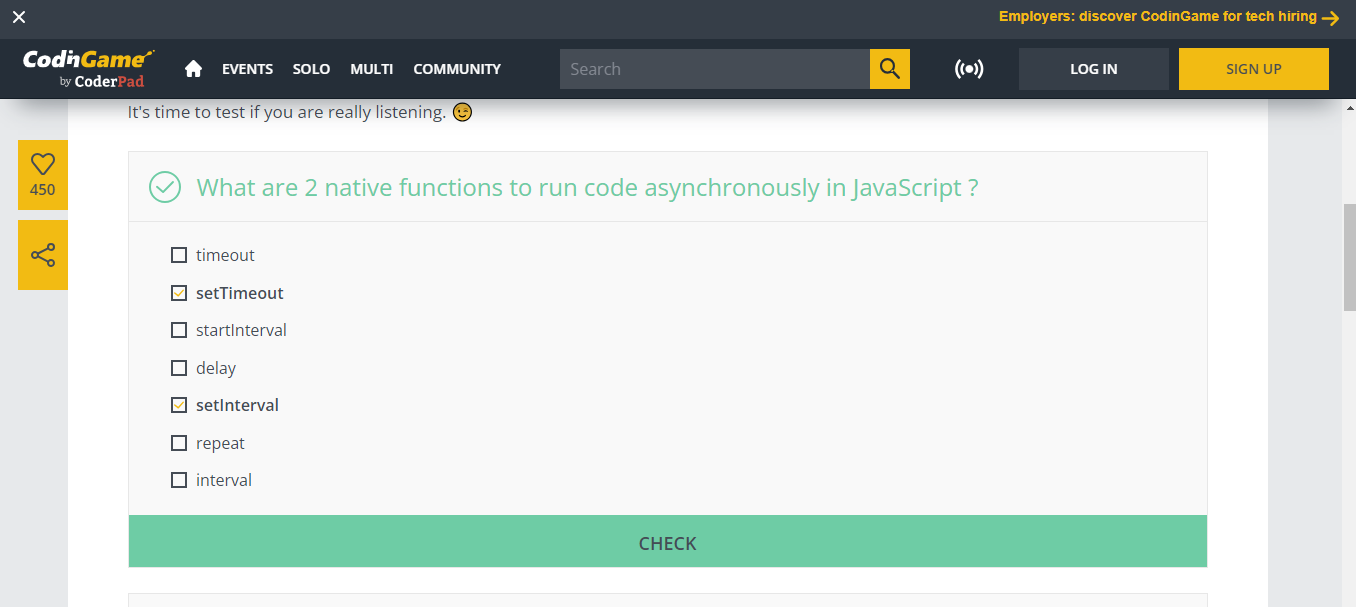 Employers: discover CodinGame for tech hiring
CodinGame
by CoderPad
EVENTS SOLO MULTI COMMUNITY Search LOG IN SIGN UP
It's time to test if you are really listening. 😉
450
What are 2 native functions to run code asynchronously in JavaScript ?
timeout
setTimeout
startInterval
delay
setInterval
repeat
interval
CHECK